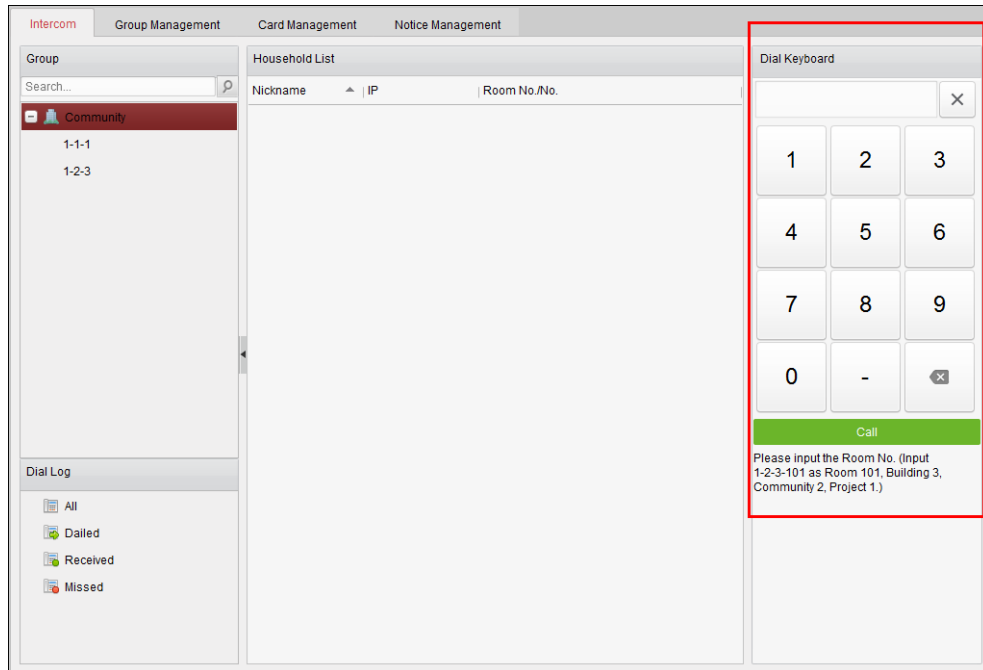 Intercom Group Management Card Management Notice Management
Group
Search...
Community
1-1-1
1-2-3
Dial Log
All
Dailed
Received
Missed
Household List
Nickname IP Room No./No.
Dial Keyboard
1 2 3
4 5 6
7 8 9
0 -
Call
Please input the Room No. (Input
1-2-3-101 as Room 101, Building 3,
Community 2, Project 1.)